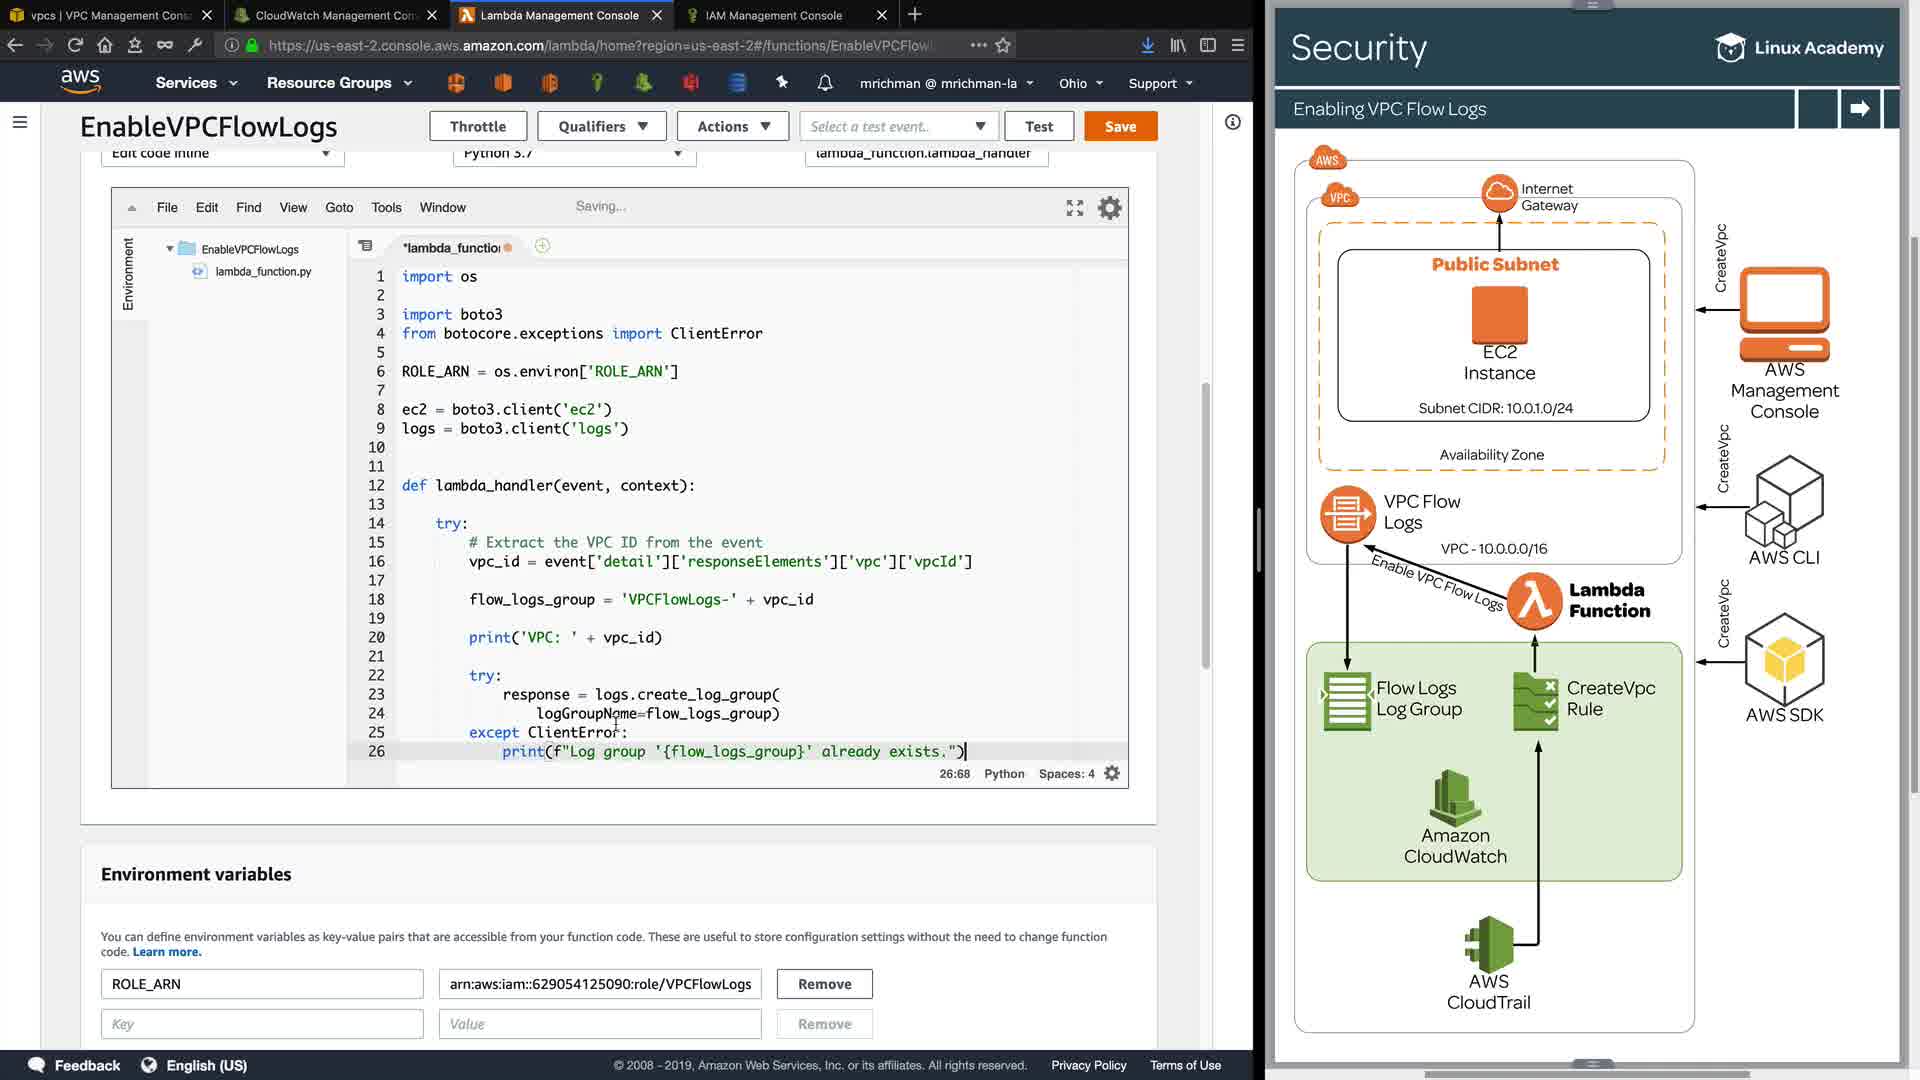 vpcs | VPC Management Cons
CloudWatch Management Con
Lambda Management Console
IAM Management Console
https://us-east-2.console.aws.amazon.com/lambda/home?region=us-east-2#/functions/EnableVPCFlowL
aws
Services
Resource Groups
mrichman @ mrichman-la
Ohio
Support
EnableVPCFlowLogs
Throttle
Qualifiers
Actions
Select a test event..
Test
Save
Edit code inline
Python 3.7
lambda_function.lambda_handler
File
Edit
Find
View
Goto
Tools
Window
Saving...
Environment
EnableVPCFlowLogs
lambda_function.py
*lambda_function
1 import os
2
3 import boto3
4 from botocore.exceptions import ClientError
5
6 ROLE_ARN = os.environ['ROLE_ARN']
7
8 ec2 = boto3.client('ec2')
9 logs = boto3.client('logs')
10
11
12 def lambda_handler(event, context):
13
14 try:
15 # Extract the VPC ID from the event
16 vpc_id = event['detail']['responseElements']['vpc']['vpcId']
17
18 flow_logs_group = 'VPCFlowLogs-' + vpc_id
19
20 print('VPC: ' + vpc_id)
21
22 try:
23 response = logs.create_log_group(
24 logGroupName=flow_logs_group)
25 except ClientError:
26 print(f"Log group '{flow_logs_group}' already exists.")
26:68
Python
Spaces: 4
Environment variables
You can define environment variables as key-value pairs that are accessible from your function code. These are useful to store configuration settings without the need to change function
code. Learn more.
ROLE_ARN
arn:aws:iam::629054125090:role/VPCFlowLogs
Remove
Key
Value
Remove
Feedback
English (US)
© 2008 - 2019, Amazon Web Services, Inc. or its affiliates. All rights reserved.
Privacy Policy
Terms of Use
Security
Linux Academy
Enabling VPC Flow Logs
AWS
VPC
Internet
Gateway
Public Subnet
EC2
Instance
Subnet CIDR: 10.0.1.0/24
Availability Zone
VPC Flow
Logs
VPC - 10.0.0.0/16
Enable VPC Flow Logs
Lambda
Function
Flow Logs
Log Group
CreateVpc
Rule
Amazon
CloudWatch
AWS
CloudTrail
CreateVpc
AWS
Management
Console
CreateVpc
AWS CLI
CreateVpc
AWS SDK